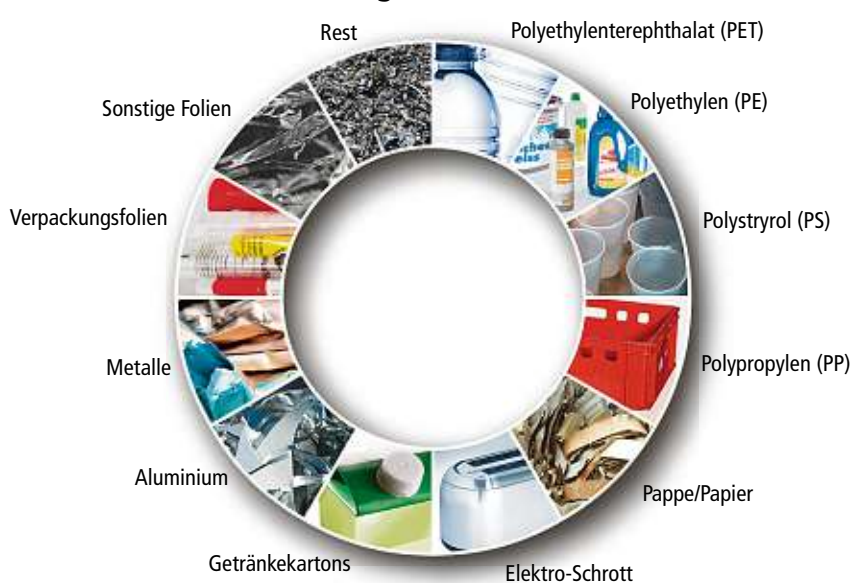 Rest
Polyethylenterephthalat (PET)
Sonstige Folien
Polyethylen (PE)
Verpackungsfolien
Polystryrol (PS)
Metalle
Polypropylen (PP)
Aluminium
Pappe/Papier
Getränkekartons
Elektro-Schrott